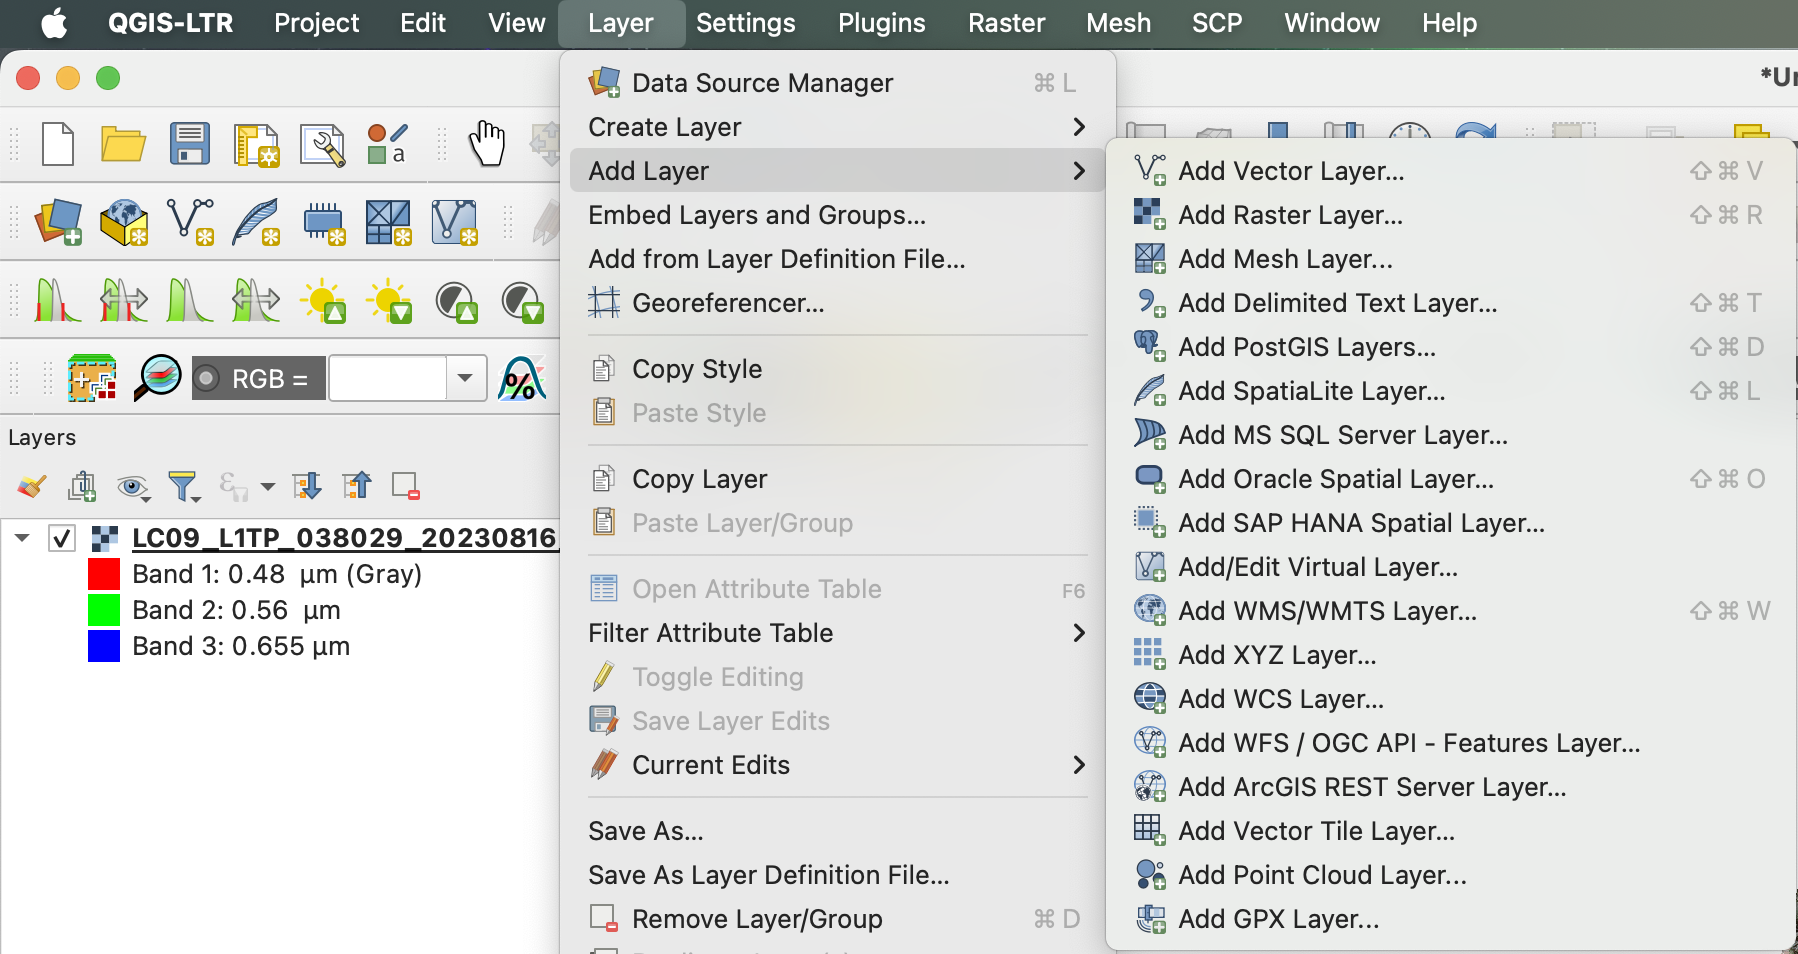 QGIS-LTR Project Edit View Layer Settings Plugins Raster Mesh SCP Window Help
*Un
Data Source Manager ⌘ L
Create Layer
Add Layer
Embed Layers and Groups...
Add from Layer Definition File...
Georeferencer...
Copy Style
Paste Style
Copy Layer
Paste Layer/Group
Open Attribute Table F6
Filter Attribute Table
Toggle Editing
Save Layer Edits
Current Edits
Save As...
Save As Layer Definition File...
Remove Layer/Group ⌘ D
Add Vector Layer... ⇧ ⌘ V
Add Raster Layer... ⇧ ⌘ R
Add Mesh Layer...
Add Delimited Text Layer... ⇧ ⌘ T
Add PostGIS Layers... ⇧ ⌘ D
Add SpatiaLite Layer... ⇧ ⌘ L
Add MS SQL Server Layer...
Add Oracle Spatial Layer... ⇧ ⌘ O
Add SAP HANA Spatial Layer...
Add/Edit Virtual Layer...
Add WMS/WMTS Layer... ⇧ ⌘ W
Add XYZ Layer...
Add WCS Layer...
Add WFS / OGC API - Features Layer...
Add ArcGIS REST Server Layer...
Add Vector Tile Layer...
Add Point Cloud Layer...
Add GPX Layer...
a
RGB =
%
Layers
ε
LC09_L1TP_038029_20230816
Band 1: 0.48 µm (Gray)
Band 2: 0.56 µm
Band 3: 0.655 µm